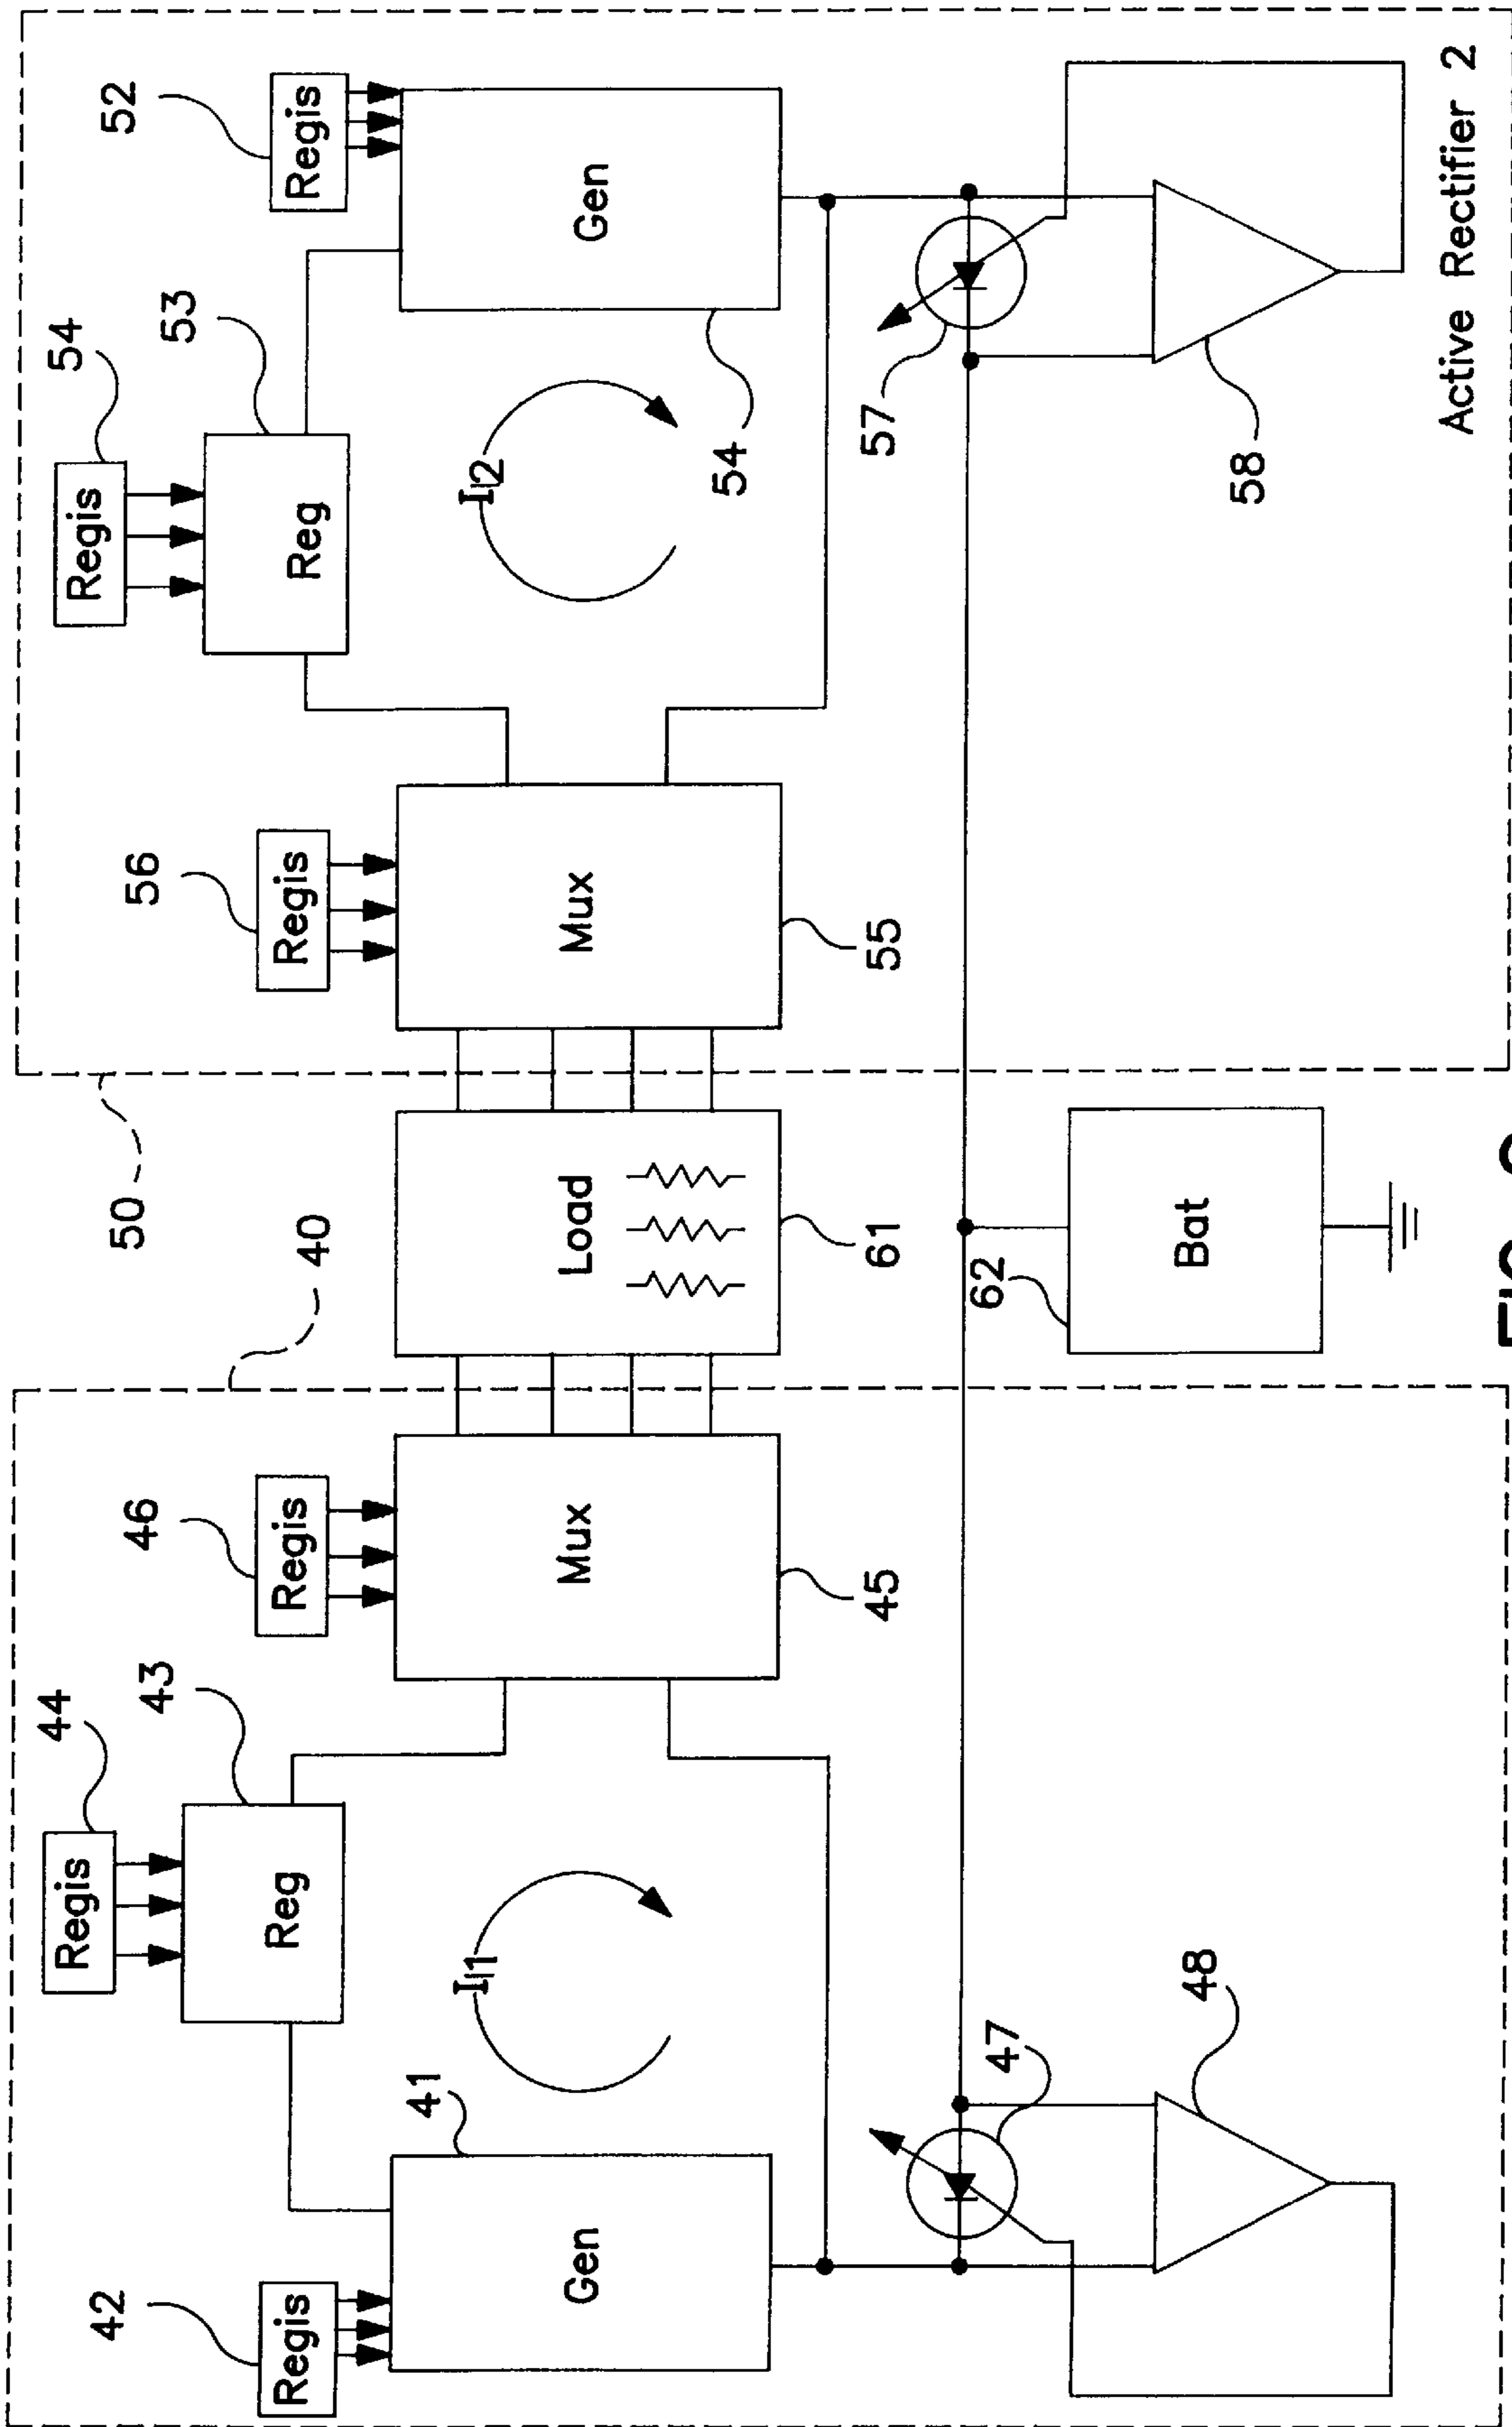 44
Regis
43
Reg
42
Regis
41
Gen
I1
46
Regis
Mux
45
47
48
40
50
Load
61
62
Bat
56
Regis
Mux
55
54
Regis
53
Reg
52
Regis
Gen
54
I2
57
58
Active Rectifier 2